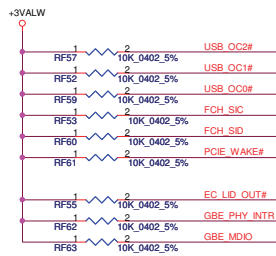 +3VALW
1 2 USB_OC2#
RF57 10K_0402_5%
1 2 USB_OC1#
RF52 10K_0402_5%
1 2 USB_OC0#
RF59 10K_0402_5%
1 2 FCH_SIC
RF53 10K_0402_5%
1 2 FCH_SID
RF60 10K_0402_5%
1 2 PCIE_WAKE#
RF61 10K_0402_5%
1 2 EC_LID_OUT#
RF55 10K_0402_5%
1 2 GBE_PHY_INTR
RF62 10K_0402_5%
1 2 GBE_MDIO
RF63 10K_0402_5%